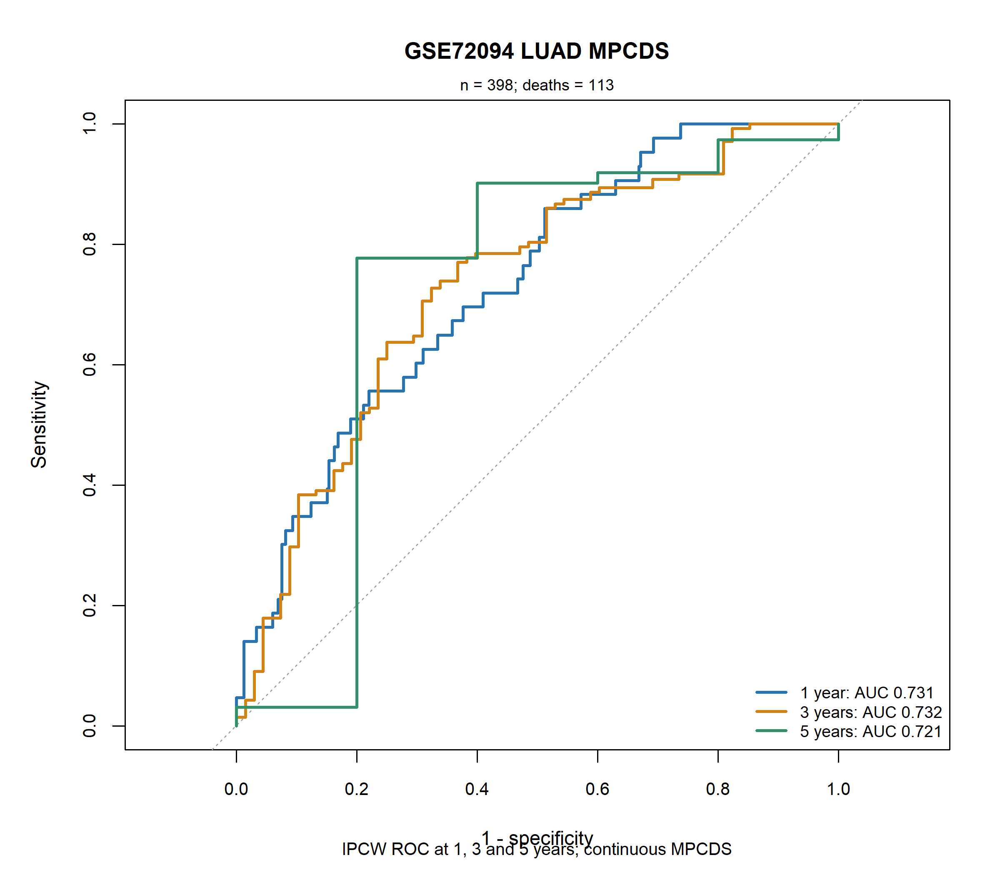 GSE72094 LUAD MPCDS
n = 398; deaths = 113
Sensitivity
1.0
0.8
0.6
0.4
0.2
0.0
1 year: AUC 0.731
3 years: AUC 0.732
5 years: AUC 0.721
0.0 0.2 0.4 0.6 0.8 1.0
1 - specificity
IPCW ROC at 1, 3 and 5 years; continuous MPCDS